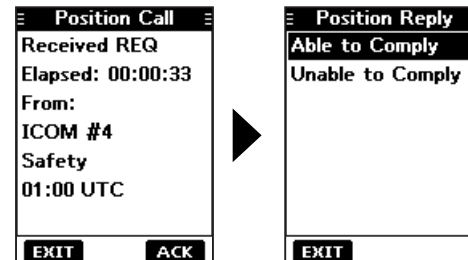 Position Call
Received REQ
Elapsed: 00:00:33
From:
ICOM #4
Safety
01:00 UTC
EXIT ACK
Position Reply
Able to Comply
Unable to Comply
EXIT